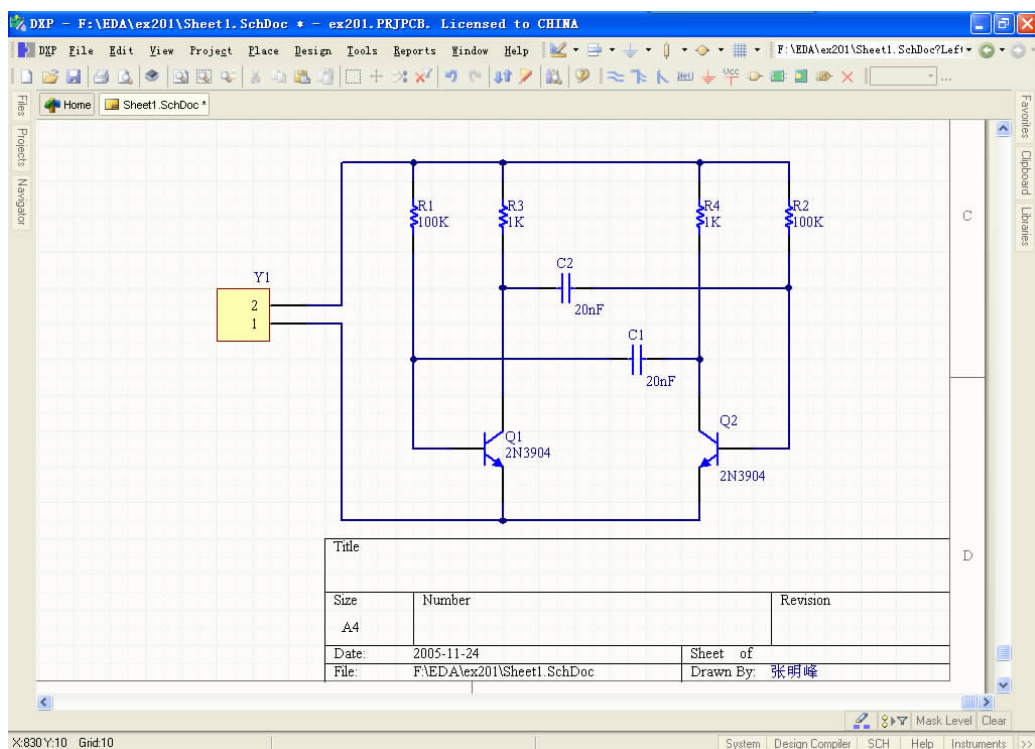 DXP - F:\EDA\ex201\Sheet1.SchDoc * - ex201.PRJPCB. Licensed to CHINA
DXP File Edit View Project Place Design Tools Reports Window Help F:\EDA\ex201\Sheet1.SchDoc?Left
Vcc
Files
Projects
Navigator
Home Sheet1.SchDoc *
Favorites
Clipboard
Libraries
C
R1
100K
R3
1K
R4
1K
R2
100K
C2
20nF
Y1
2
1
C1
20nF
Q1
2N3904
Q2
2N3904
D
Title
Size
A4
Number
Revision
Date: 2005-11-24 Sheet of
File: F:\EDA\ex201\Sheet1.SchDoc Drawn By: 张明峰
Mask Level Clear
X:830 Y:10 Grid:10
System Design Compiler SCH Help Instruments >>